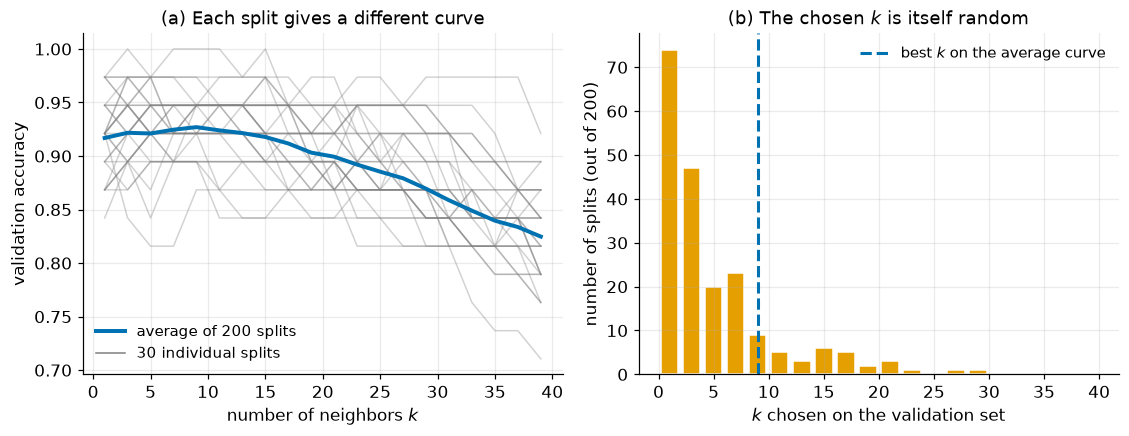 (a) Each split gives a different curve
1.00
0.95
0.90
0.85
0.80
0.75
0.70
validation accuracy
average of 200 splits
30 individual splits
0 5 10 15 20 25 30 35 40
number of neighbors k
(b) The chosen k is itself random
best k on the average curve
70
60
50
40
30
20
10
0
number of splits (out of 200)
0 5 10 15 20 25 30 35 40
k chosen on the validation set